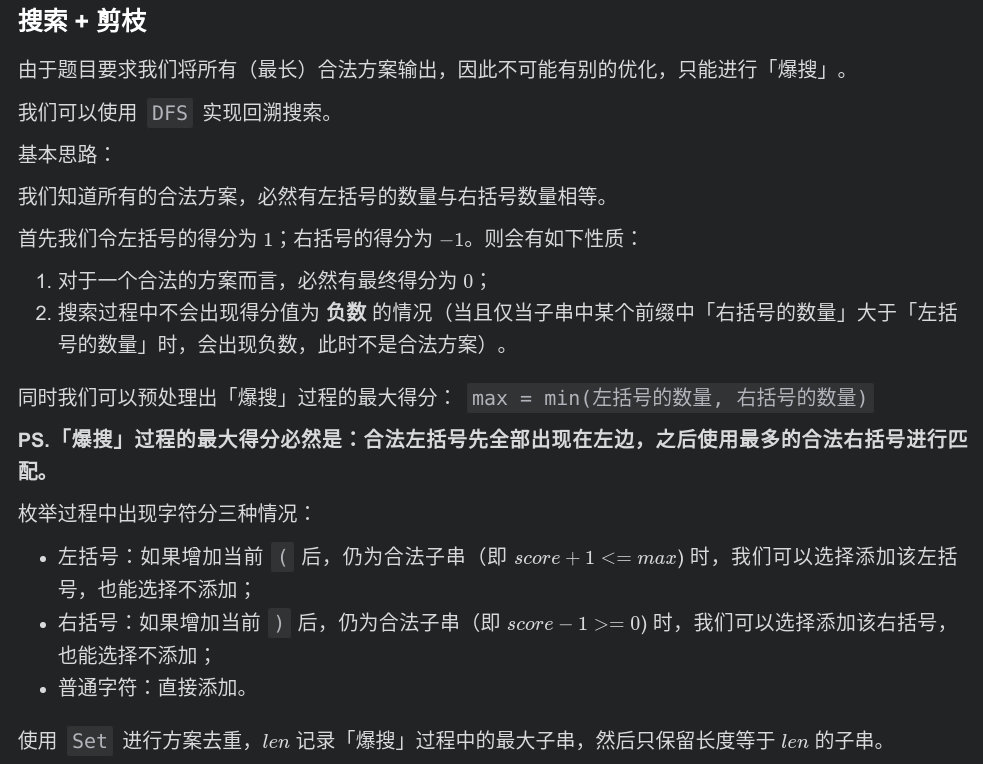 搜索 + 剪枝
由于题目要求我们将所有（最长）合法方案输出，因此不可能有别的优化，只能进行「爆搜」。
我们可以使用 DFS 实现回溯搜索。
基本思路：
我们知道所有的合法方案，必然有左括号的数量与右括号数量相等。
首先我们令左括号的得分为 1；右括号的得分为 −1。则会有如下性质：
1. 对于一个合法的方案而言，必然有最终得分为 0；
2. 搜索过程中不会出现得分值为 负数 的情况（当且仅当子串中某个前缀中「右括号的数量」大于「左括
号的数量」时，会出现负数，此时不是合法方案）。
同时我们可以预处理出「爆搜」过程的最大得分： max = min(左括号的数量, 右括号的数量)
PS.「爆搜」过程的最大得分必然是：合法左括号先全部出现在左边，之后使用最多的合法右括号进行匹
配。
枚举过程中出现字符分三种情况：
• 左括号：如果增加当前 ( 后，仍为合法子串（即 score + 1 <= max) 时，我们可以选择添加该左括
号，也能选择不添加；
• 右括号：如果增加当前 ) 后，仍为合法子串（即 score − 1 >= 0) 时，我们可以选择添加该右括号，
也能选择不添加；
• 普通字符：直接添加。
使用 Set 进行方案去重，len 记录「爆搜」过程中的最大子串，然后只保留长度等于 len 的子串。